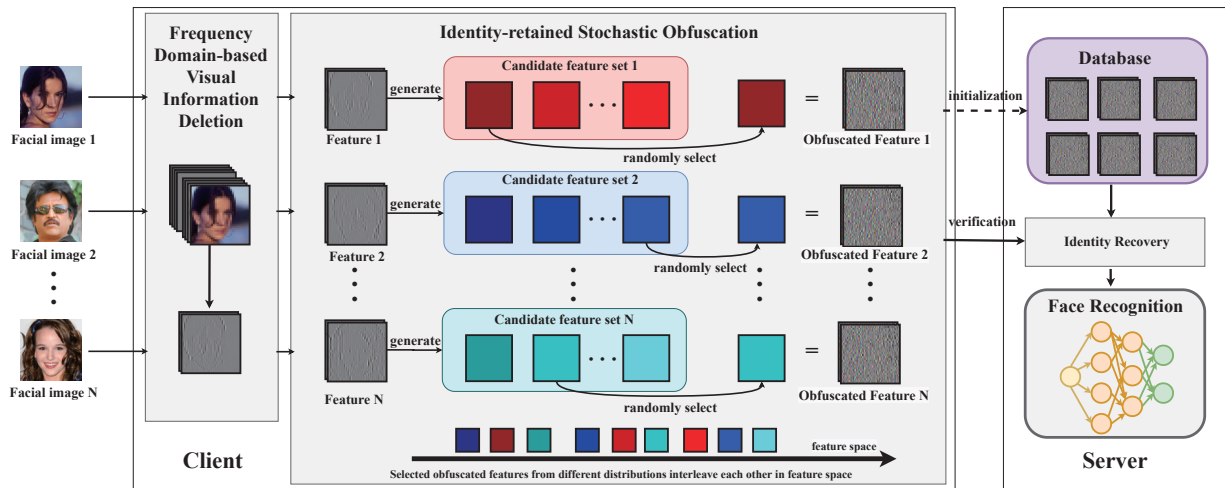 Frequency
Domain-based
Visual
Information
Deletion
Identity-retained Stochastic Obfuscation
Facial image 1
Facial image 2
Facial image N
Feature 1
generate
Candidate feature set 1
...
randomly select
=
Obfuscated Feature 1
Feature 2
generate
Candidate feature set 2
...
randomly select
=
Obfuscated Feature 2
Feature N
generate
Candidate feature set N
...
randomly select
=
Obfuscated Feature N
feature space
Selected obfuscated features from different distributions interleave each other in feature space
Client
initialization
verification
Database
Identity Recovery
Face Recognition
Server